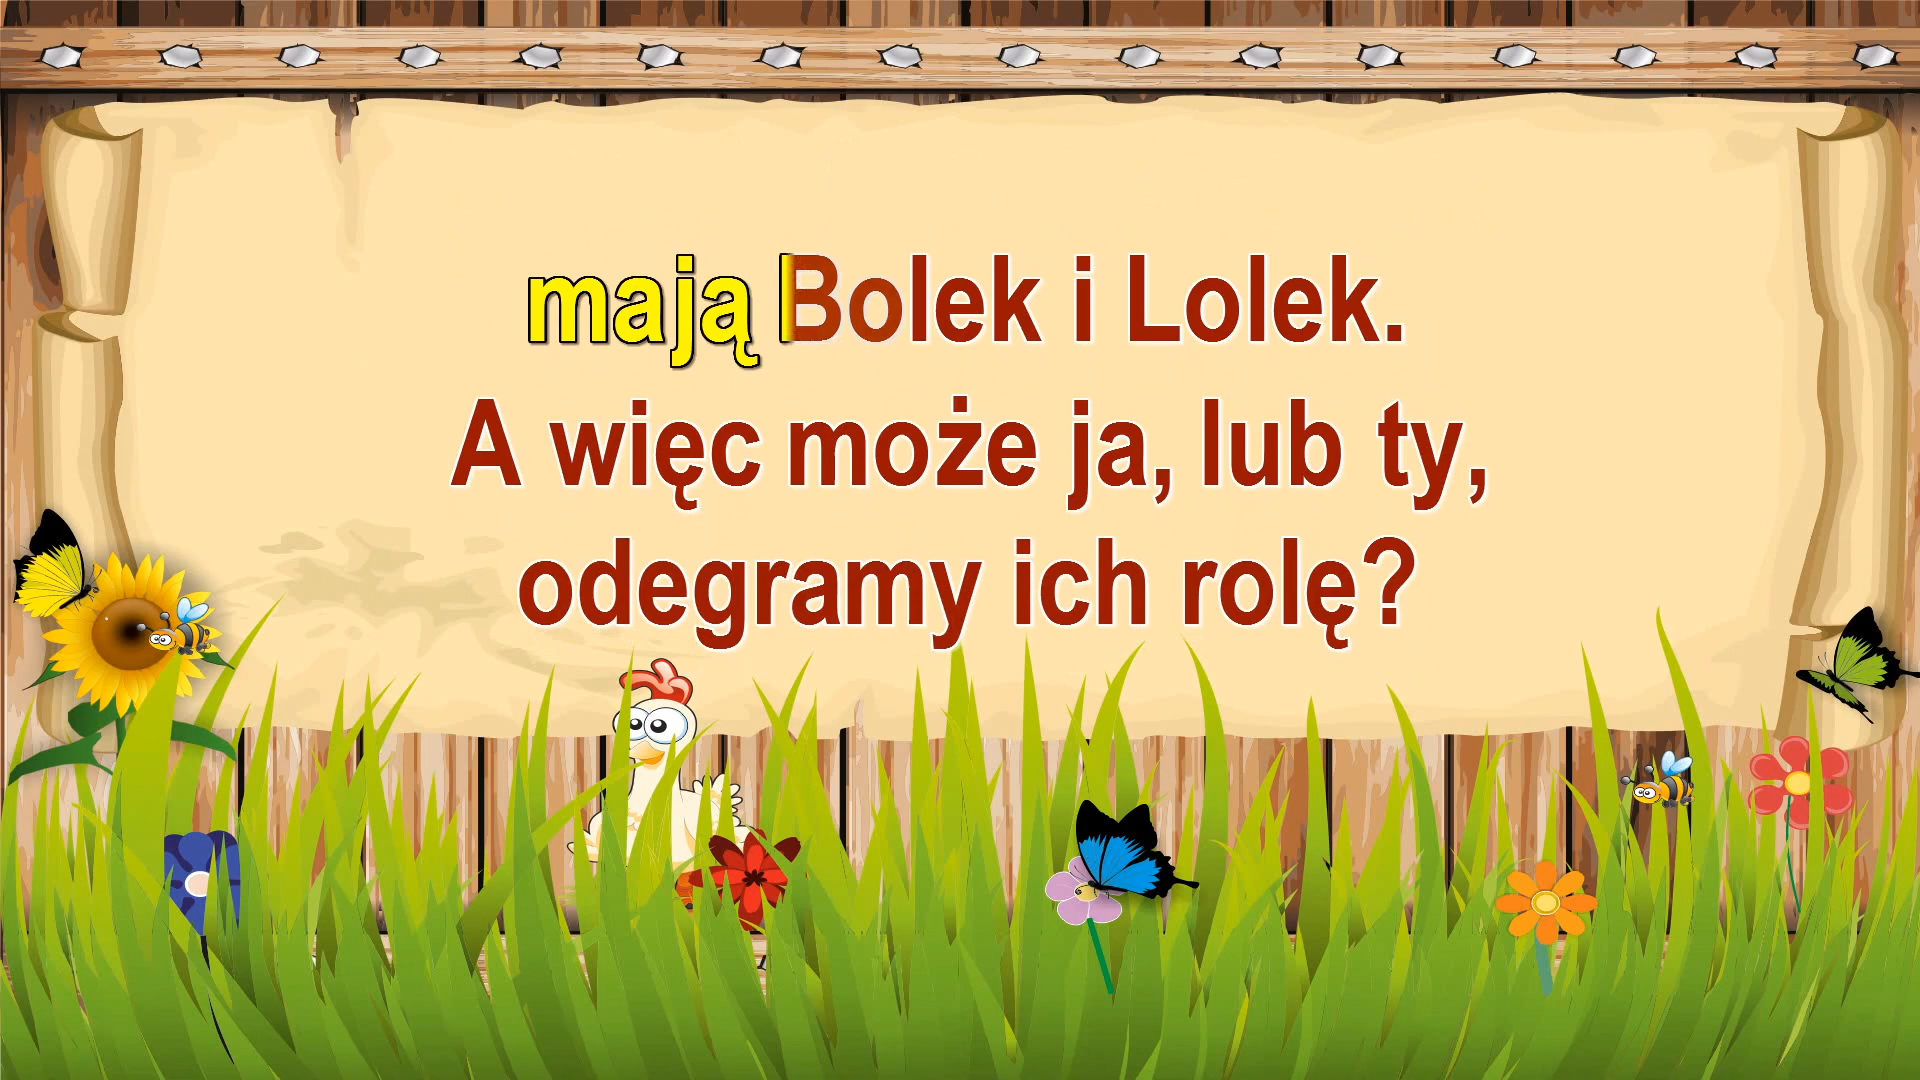 mają Bolek i Lolek.
A więc może ja, lub ty,
odegramy ich rolę?